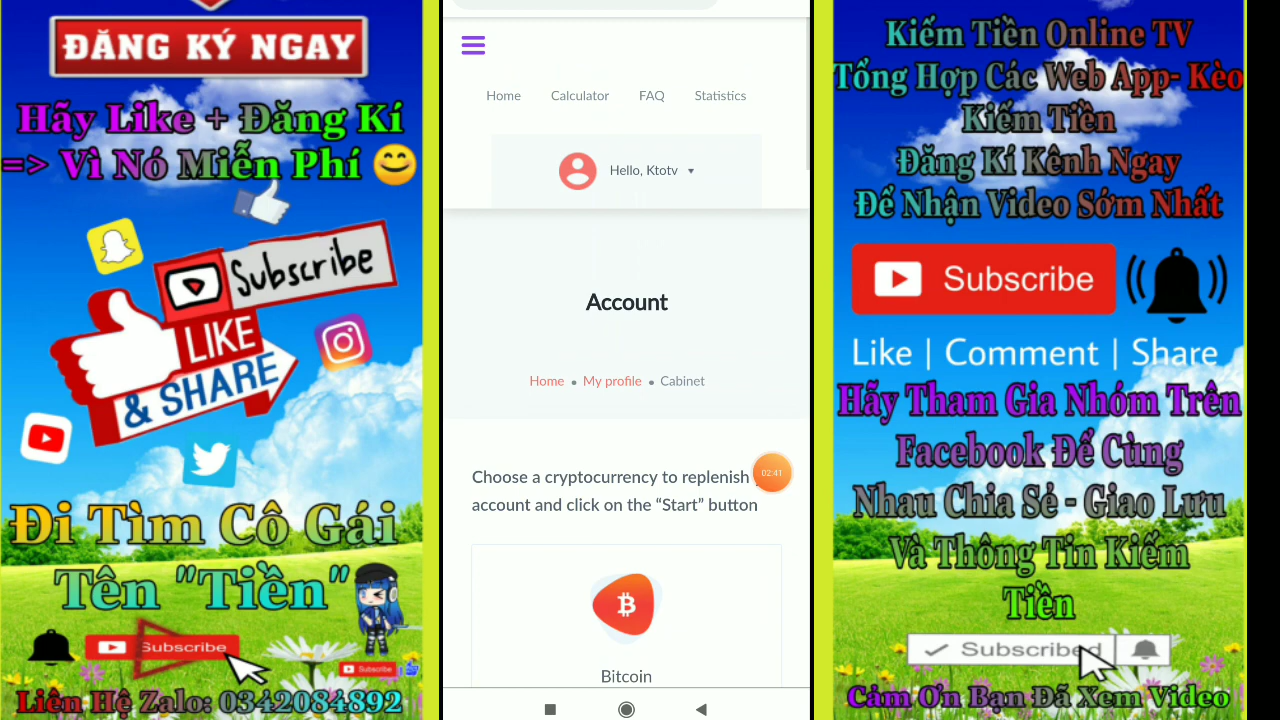 ĐĂNG KÝ NGAY
Hãy Like + Đăng Kí
=> Vì Nó Miễn Phí 😊
Subscribe
LIKE
& SHARE
Đi Tìm Cô Gái
Tên "Tiền"
Subscribe
Subscribe
Liên Hệ Zalo: 0342084892
Home Calculator FAQ Statistics
Hello, Ktotv
Account
Home • My profile • Cabinet
Choose a cryptocurrency to replenish
account and click on the “Start” button
02:41
Bitcoin
Kiếm Tiền Online TV
Tổng Hợp Các Web App- Kèo
Kiếm Tiền
Đăng Kí Kênh Ngay
Để Nhận Video Sớm Nhất
Subscribe
Like | Comment | Share
Hãy Tham Gia Nhóm Trên
Facebook Để Cùng
Nhau Chia Sẻ - Giao Lưu
Và Thông Tin Kiếm
Tiền
Subscribed
Cảm Ơn Bạn Đã Xem Video